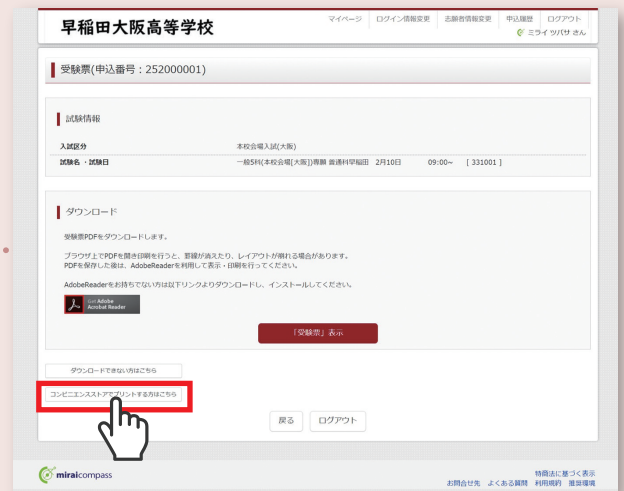 早稲田大阪高等学校
マイページ ログイン情報変更 志願者情報変更 申込履歴 ログアウト
ミライ ツバサ さん
受験票(申込番号：252000001)
試験情報
入試区分 本校会場入試(大阪)
試験名・試験日 一般5科(本校会場[大阪])専願 普通科早稲田 2月10日 09:00~ [ 331001 ]
ダウンロード
受験票PDFをダウンロードします。
ブラウザ上でPDFを開き印刷を行うと、罫線が消えたり、レイアウトが崩れる場合があります。
PDFを保存した後は、AdobeReaderを利用して表示・印刷を行ってください。
AdobeReaderをお持ちでない方は以下リンクよりダウンロードし、インストールしてください。
Get Adobe
Acrobat Reader
「受験票」表示
ダウンロードできない方はこちら
コンビニエンスストアでプリントする方はこちら
戻る ログアウト
miraicompass
特商法に基づく表示
お問合せ先 よくある質問 利用規約 推奨環境